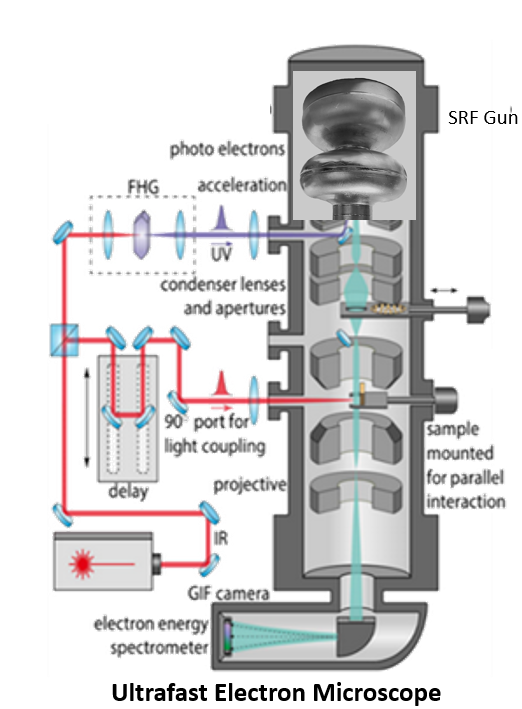 SRF Gun
photo electrons
FHG
acceleration
UV
condenser lenses
and apertures
90° port for
light coupling
delay
sample
mounted
for parallel
interaction
projective
IR
GIF camera
electron energy
spectrometer
Ultrafast Electron Microscope